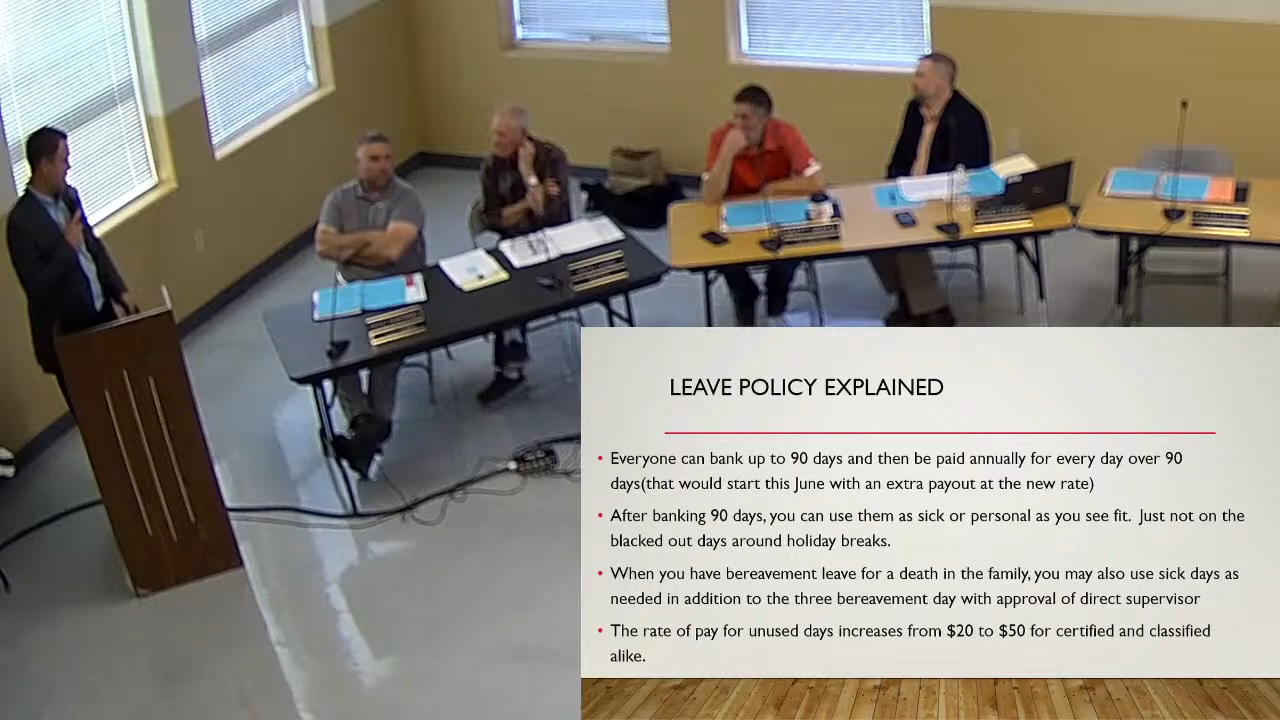 LEAVE POLICY EXPLAINED
• Everyone can bank up to 90 days and then be paid annually for every day over 90
days(that would start this June with an extra payout at the new rate)
• After banking 90 days, you can use them as sick or personal as you see fit. Just not on the
blacked out days around holiday breaks.
• When you have bereavement leave for a death in the family, you may also use sick days as
needed in addition to the three bereavement day with approval of direct supervisor
• The rate of pay for unused days increases from $20 to $50 for certified and classified
alike.